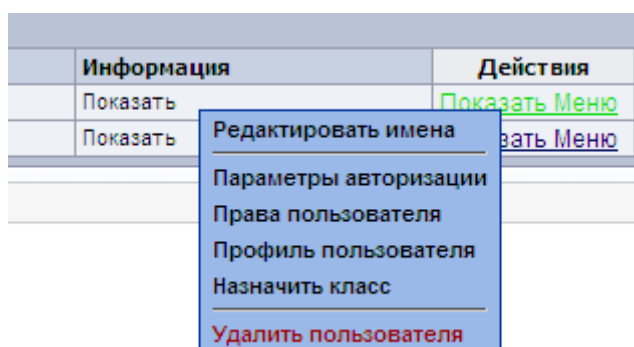 Информация Действия
Показать Показать Меню
Показать зать Меню
Редактировать имена
Параметры авторизации
Права пользователя
Профиль пользователя
Назначить класс
Удалить пользователя